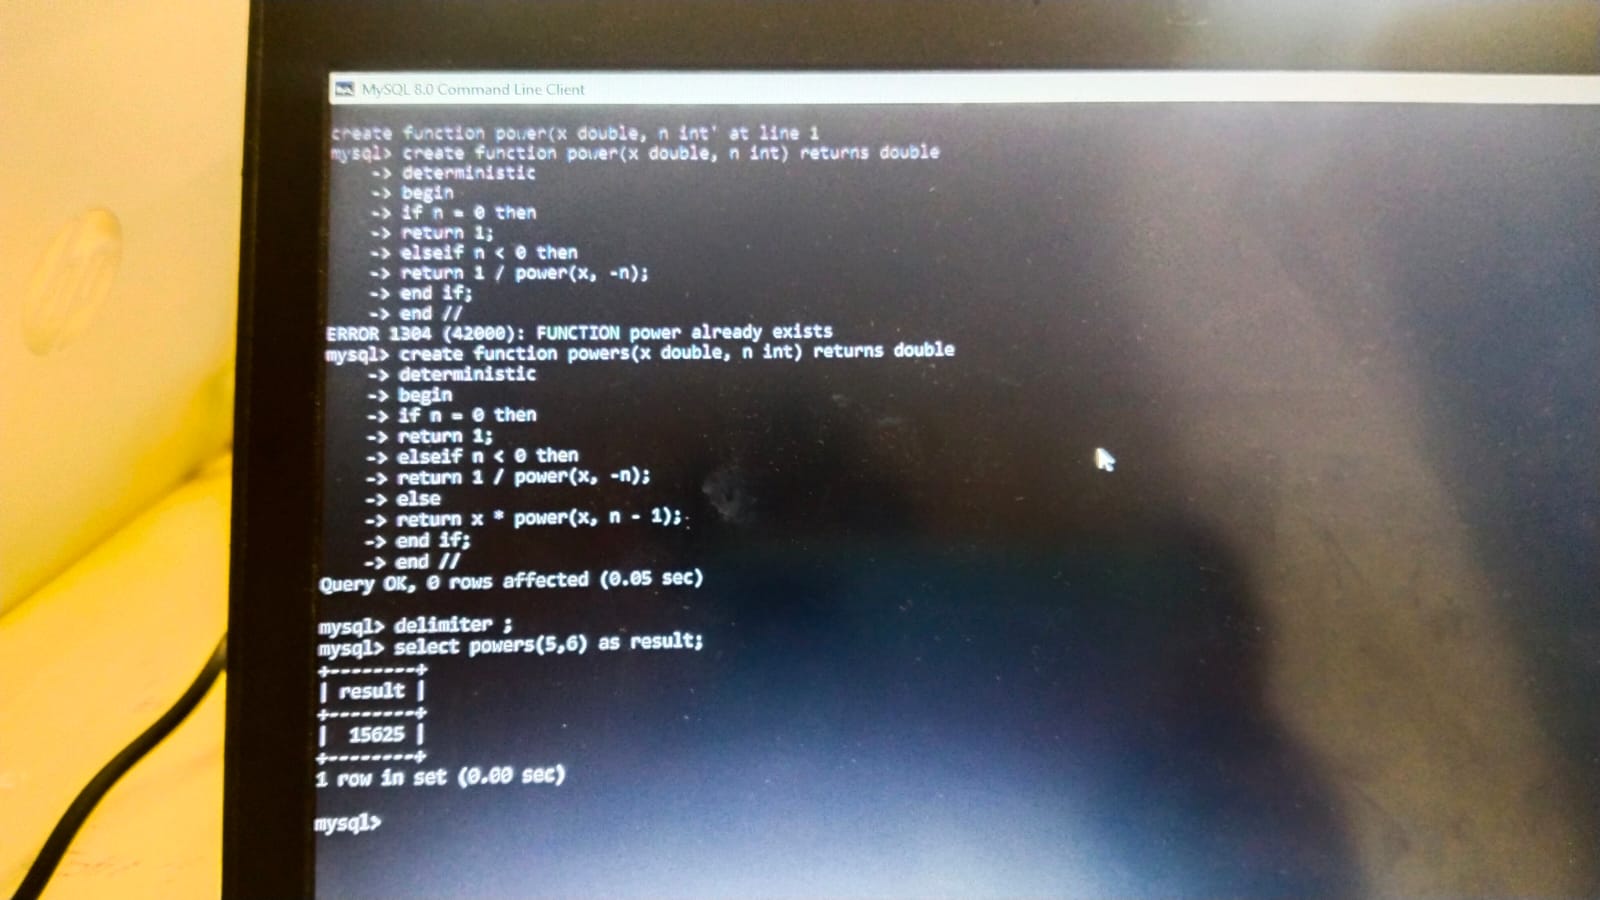 MySQL 8.0 Command Line Client
create function power(x double, n int' at line 1
mysql> create function power(x double, n int) returns double
-> deterministic
-> begin
-> if n = 0 then
-> return 1;
-> elseif n < 0 then
-> return 1 / power(x, -n);
-> end if;
-> end //
ERROR 1304 (42000): FUNCTION power already exists
mysql> create function powers(x double, n int) returns double
-> deterministic
-> begin
-> if n = 0 then
-> return 1;
-> elseif n < 0 then
-> return 1 / power(x, -n);
-> else
-> return x * power(x, n - 1);
-> end if;
-> end //
Query OK, 0 rows affected (0.05 sec)
mysql> delimiter ;
mysql> select powers(5,6) as result;
+--------+
| result |
+--------+
| 15625 |
+--------+
1 row in set (0.00 sec)
mysql>